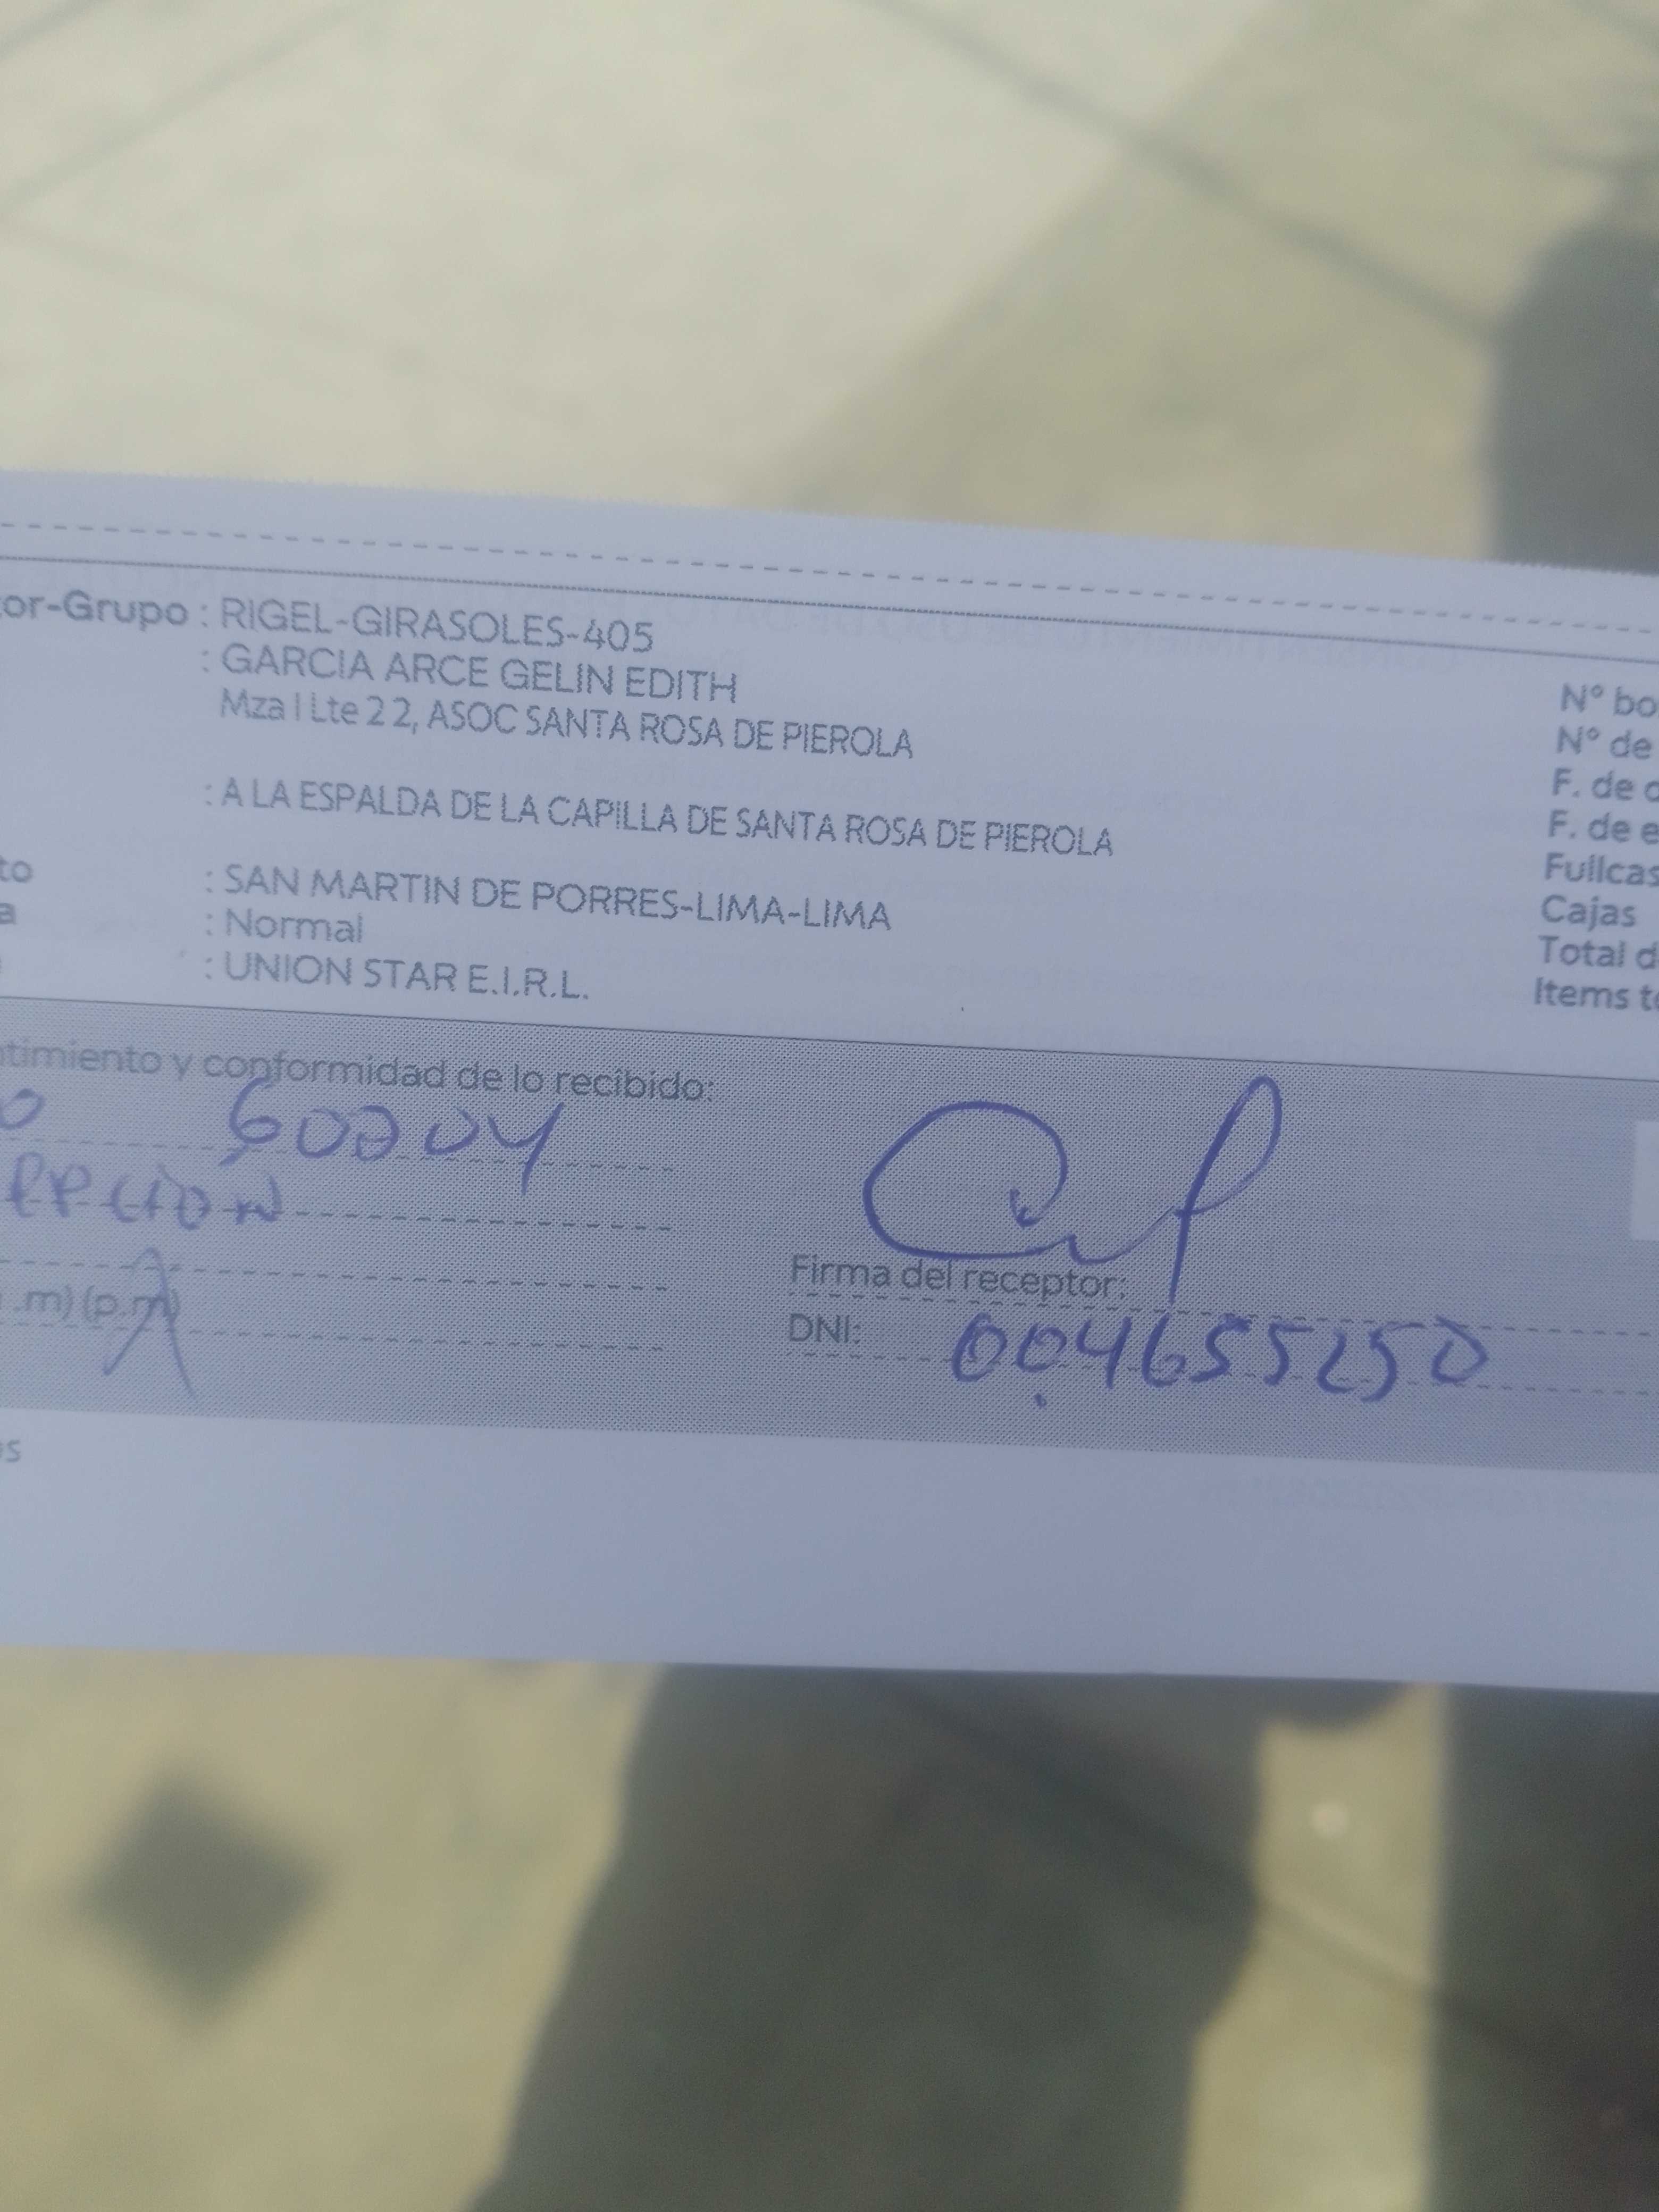 or-Grupo : RIGEL-GIRASOLES-405
: GARCIA ARCE GELIN EDITH
Mza I Lte 22, ASOC SANTA ROSA DE PIEROLA
: A LA ESPALDA DE LA CAPILLA DE SANTA ROSA DE PIEROLA
to : SAN MARTIN DE PORRES-LIMA-LIMA
a : Normal
: UNION STAR E.I.R.L.
Nº bo
Nº de
F. de
F. de e
Fullcas
Cajas
Total d
Items t
timiento y conformidad de lo recibido:
.m) (p.m)
Firma del receptor:
DNI: 004655250
s